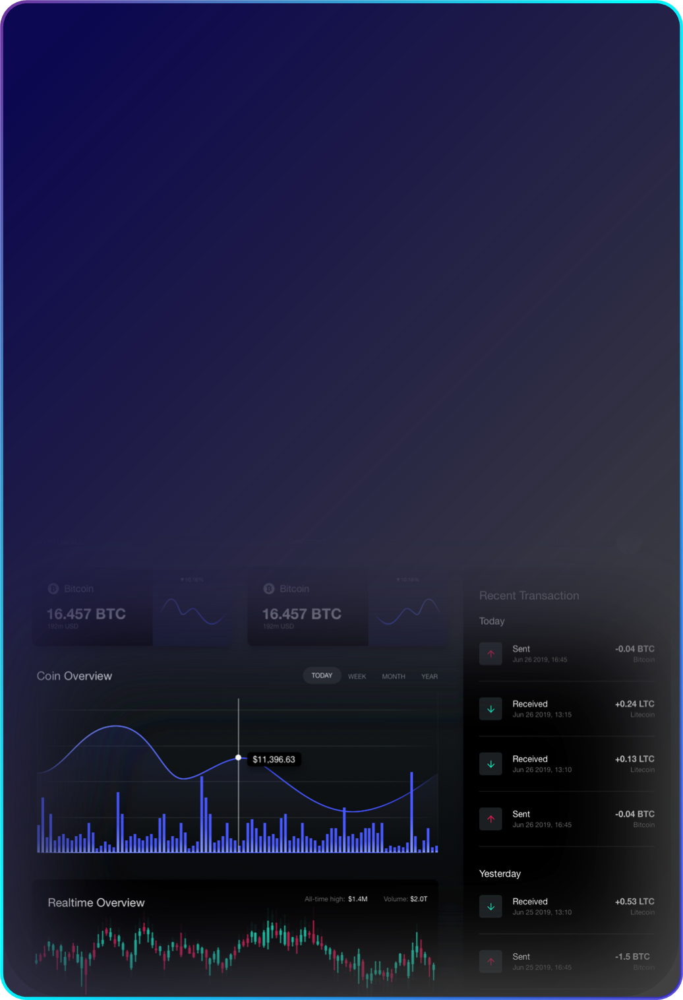 Bitcoin
16.457 BTC
192m USD
10.16%
Bitcoin
16.457 BTC
192m USD
10.16%
Coin Overview
TODAY WEEK MONTH YEAR
$11,396.63
Realtime Overview
All-time high: $1.4M Volume: $2.0T
Recent Transaction
Today
Sent -0.04 BTC
Jun 26 2019, 16:45 Bitcoin
Received +0.24 LTC
Jun 26 2019, 13:15 Litecoin
Received +0.13 LTC
Jun 26 2019, 13:10 Litecoin
Sent -0.04 BTC
Jun 26 2019, 16:45 Bitcoin
Yesterday
Received +0.53 LTC
Jun 25 2019, 13:10 Litecoin
Sent -1.5 BTC
Jun 25 2019, 16:45 Bitcoin